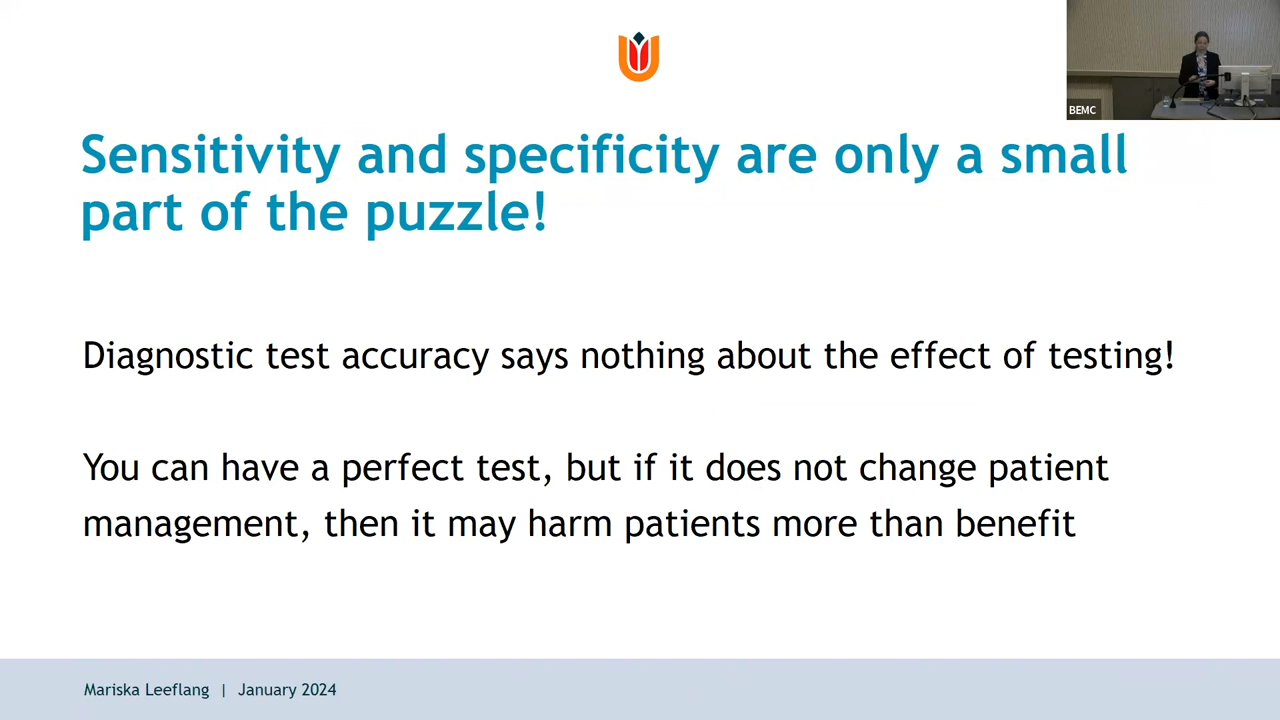 BEMC
Sensitivity and specificity are only a small
part of the puzzle!
Diagnostic test accuracy says nothing about the effect of testing!
You can have a perfect test, but if it does not change patient
management, then it may harm patients more than benefit
Mariska Leeflang | January 2024